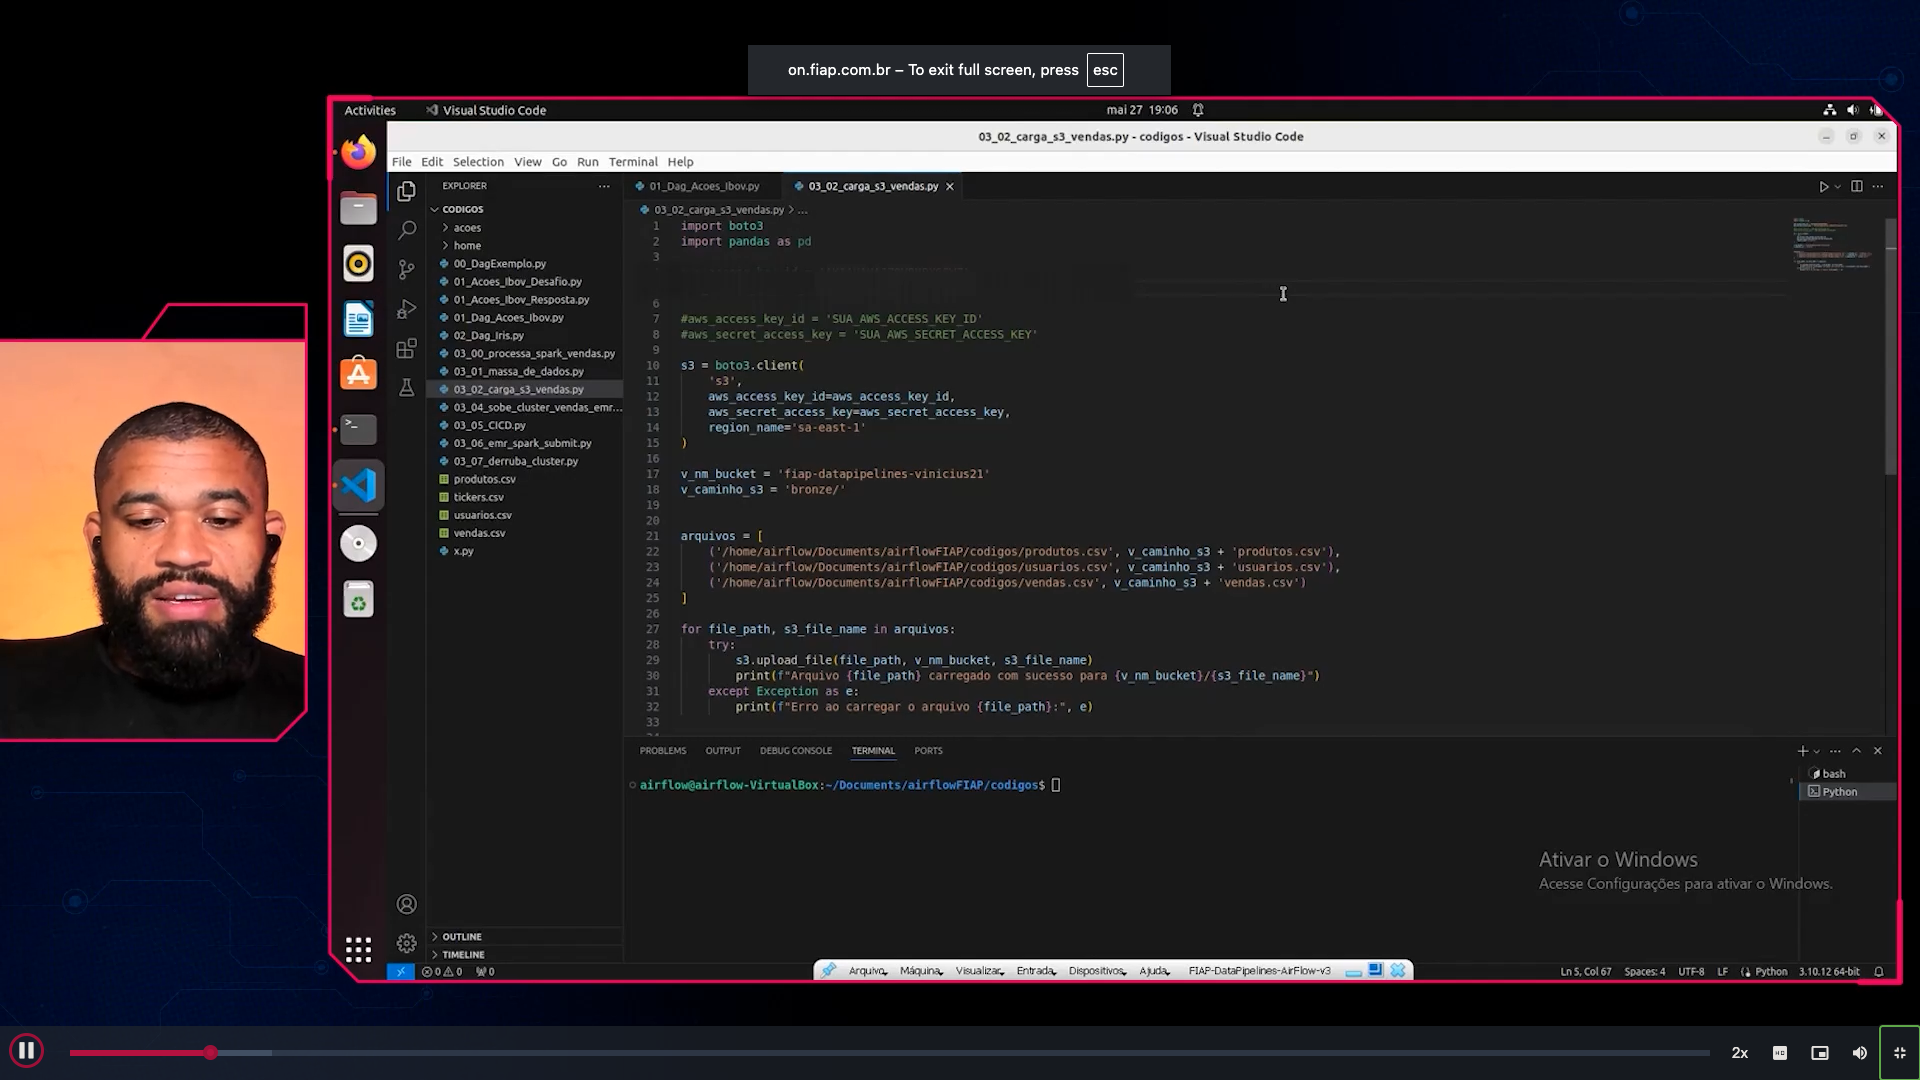 on.fiap.com.br – To exit full screen, press esc
Activities
Visual Studio Code
mai 27 19:06
03_02_carga_s3_vendas.py - codigos - Visual Studio Code
File Edit Selection View Go Run Terminal Help
EXPLORER
CODIGOS
acoes
home
00_DagExemplo.py
01_Acoes_Ibov_Desafio.py
01_Acoes_Ibov_Resposta.py
01_Dag_Acoes_Ibov.py
02_Dag_Iris.py
03_00_processa_spark_vendas.py
03_01_massa_de_dados.py
03_02_carga_s3_vendas.py
03_04_sobe_cluster_vendas_emr...
03_05_CICD.py
03_06_emr_spark_submit.py
03_07_derruba_cluster.py
produtos.csv
tickers.csv
usuarios.csv
vendas.csv
x.py
OUTLINE
TIMELINE
01_Dag_Acoes_Ibov.py
03_02_carga_s3_vendas.py
03_02_carga_s3_vendas.py > ...
1 import boto3
2 import pandas as pd
3
6
7 #aws_access_key_id = 'SUA_AWS_ACCESS_KEY_ID'
8 #aws_secret_access_key = 'SUA_AWS_SECRET_ACCESS_KEY'
9
10 s3 = boto3.client(
11 's3',
12 aws_access_key_id=aws_access_key_id,
13 aws_secret_access_key=aws_secret_access_key,
14 region_name='sa-east-1'
15 )
16
17 v_nm_bucket = 'fiap-datapipelines-vinicius21'
18 v_caminho_s3 = 'bronze/'
19
20
21 arquivos = [
22 ('/home/airflow/Documents/airflowFIAP/codigos/produtos.csv', v_caminho_s3 + 'produtos.csv'),
23 ('/home/airflow/Documents/airflowFIAP/codigos/usuarios.csv', v_caminho_s3 + 'usuarios.csv'),
24 ('/home/airflow/Documents/airflowFIAP/codigos/vendas.csv', v_caminho_s3 + 'vendas.csv')
25 ]
26
27 for file_path, s3_file_name in arquivos:
28 try:
29 s3.upload_file(file_path, v_nm_bucket, s3_file_name)
30 print(f"Arquivo {file_path} carregado com sucesso para {v_nm_bucket}/{s3_file_name}")
31 except Exception as e:
32 print(f"Erro ao carregar o arquivo {file_path}:", e)
33
PROBLEMS OUTPUT DEBUG CONSOLE TERMINAL PORTS
airflow@airflow-VirtualBox:~/Documents/airflowFIAP/codigos$
bash
Python
Ativar o Windows
Acesse Configurações para ativar o Windows.
0 0 0
Arquivo Máquina Visualizar Entrada Dispositivos Ajuda FIAP-DataPipelines-AirFlow-v3
Ln 5, Col 67 Spaces: 4 UTF-8 LF Python 3.10.12 64-bit
2x